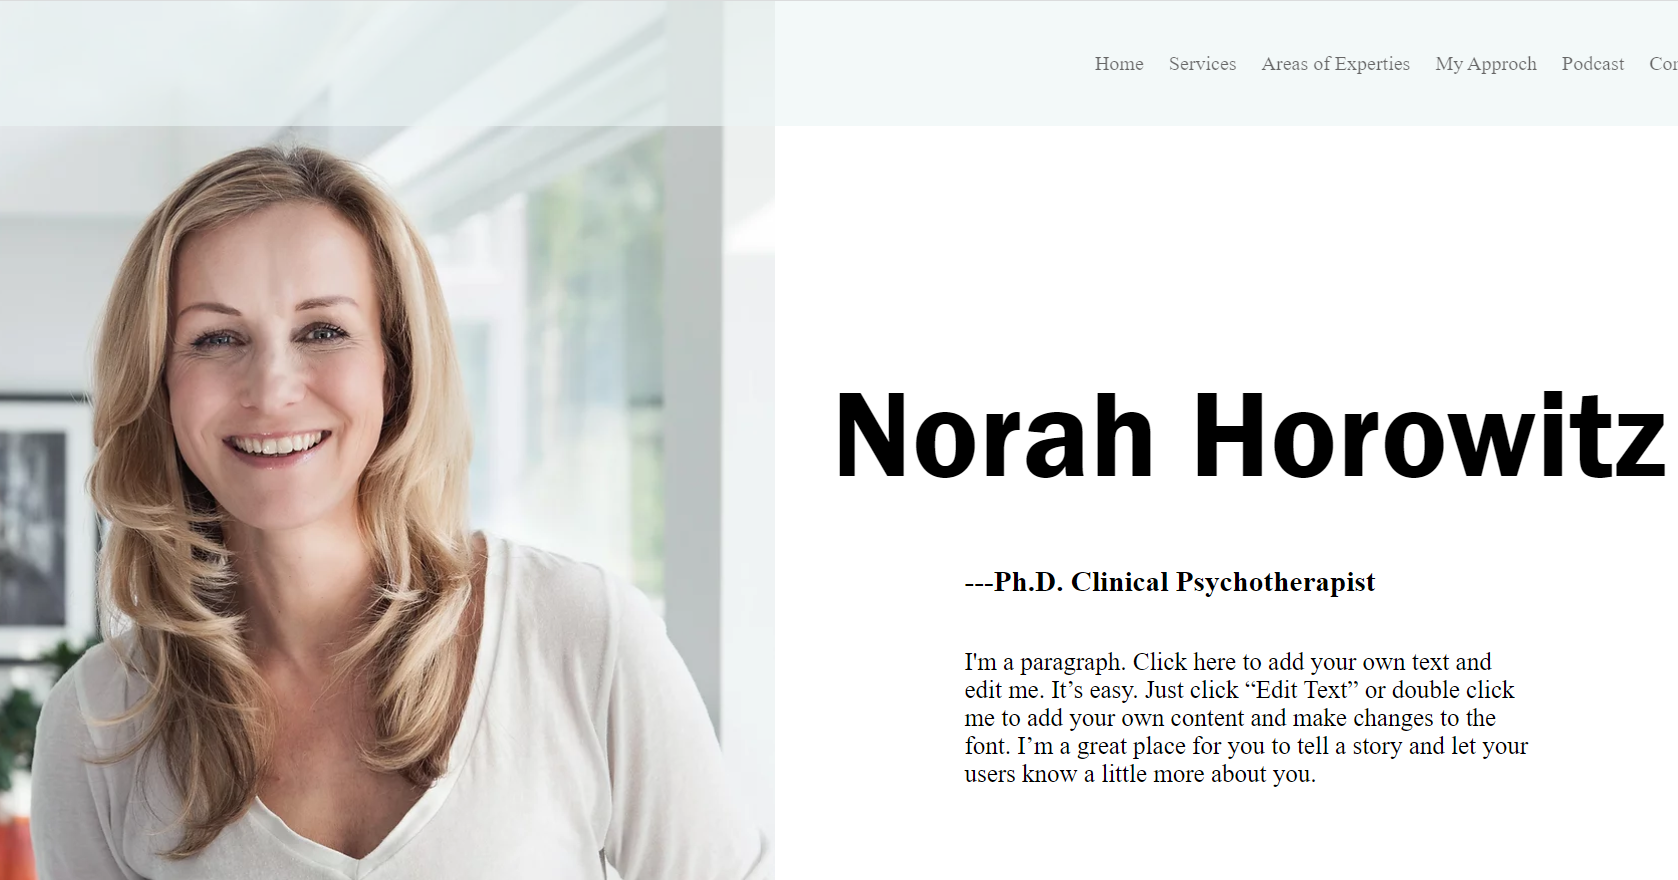 Home Services Areas of Experties My Approch Podcast
Norah Horowitz
---Ph.D. Clinical Psychotherapist
I'm a paragraph. Click here to add your own text and
edit me. It’s easy. Just click “Edit Text” or double click
me to add your own content and make changes to the
font. I’m a great place for you to tell a story and let your
users know a little more about you.